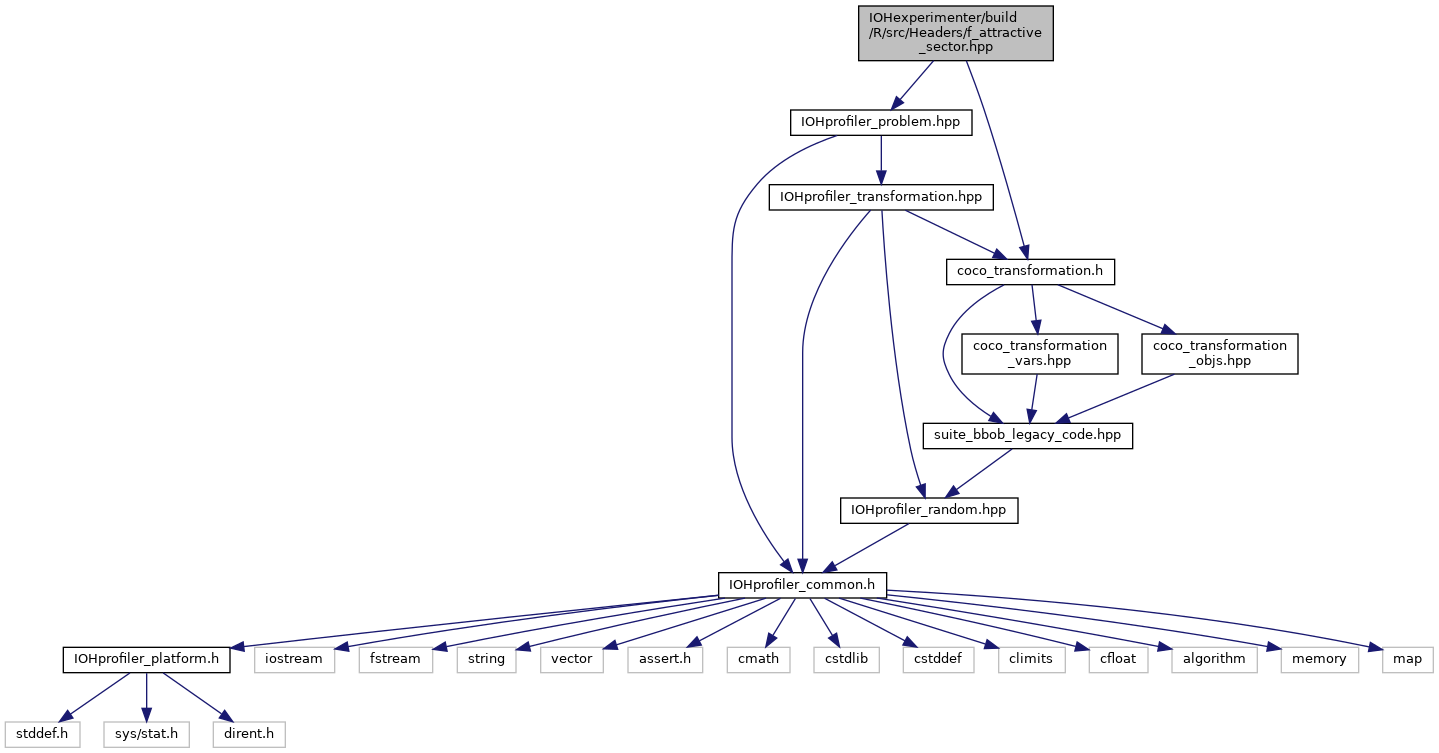 IOHexperimenter/build
/R/src/Headers/f_attractive
_sector.hpp
IOHprofiler_problem.hpp
IOHprofiler_transformation.hpp
coco_transformation.h
coco_transformation
_vars.hpp
coco_transformation
_objs.hpp
suite_bbob_legacy_code.hpp
IOHprofiler_random.hpp
IOHprofiler_common.h
IOHprofiler_platform.h
iostream
fstream
string
vector
assert.h
cmath
cstdlib
cstddef
climits
cfloat
algorithm
memory
map
stddef.h
sys/stat.h
dirent.h